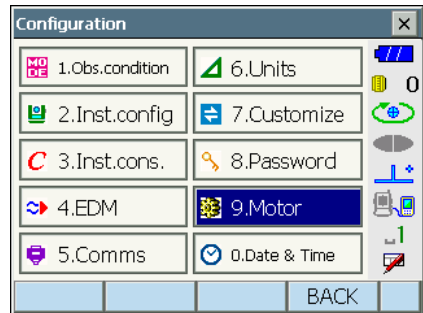 Configuration
MODE 1.Obs.condition
6.Units
2.Inst.config
7.Customize
C 3.Inst.cons.
8.Password
4.EDM
9.Motor
5.Comms
0.Date & Time
0
1
BACK